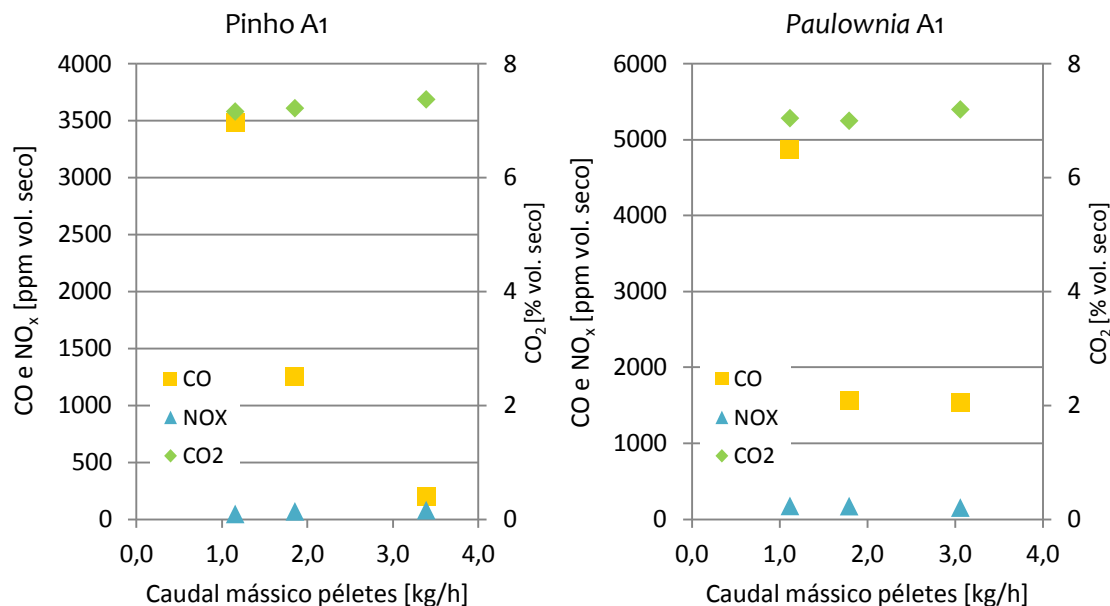 Pinho A1
4000
3500
3000
2500
2000
1500
1000
500
0
CO e NOₓ [ppm vol. seco]
8
6
4
2
0
CO₂ [% vol. seco]
CO
NOX
CO2
0,0 1,0 2,0 3,0 4,0
Caudal mássico péletes [kg/h]
Paulownia A1
6000
5000
4000
3000
2000
1000
0
CO e NOₓ [ppm vol. seco]
8
6
4
2
0
CO₂ [% vol. seco]
CO
NOX
CO2
0,0 1,0 2,0 3,0 4,0
Caudal mássico péletes [kg/h]